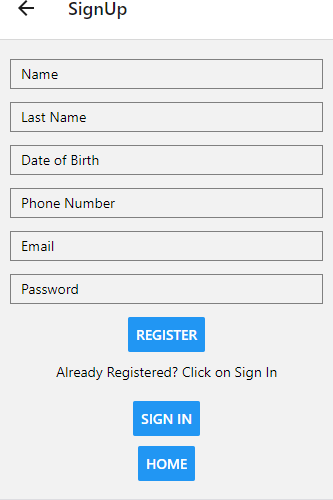 SignUp
Name
Last Name
Date of Birth
Phone Number
Email
Password
REGISTER
Already Registered? Click on Sign In
SIGN IN
HOME